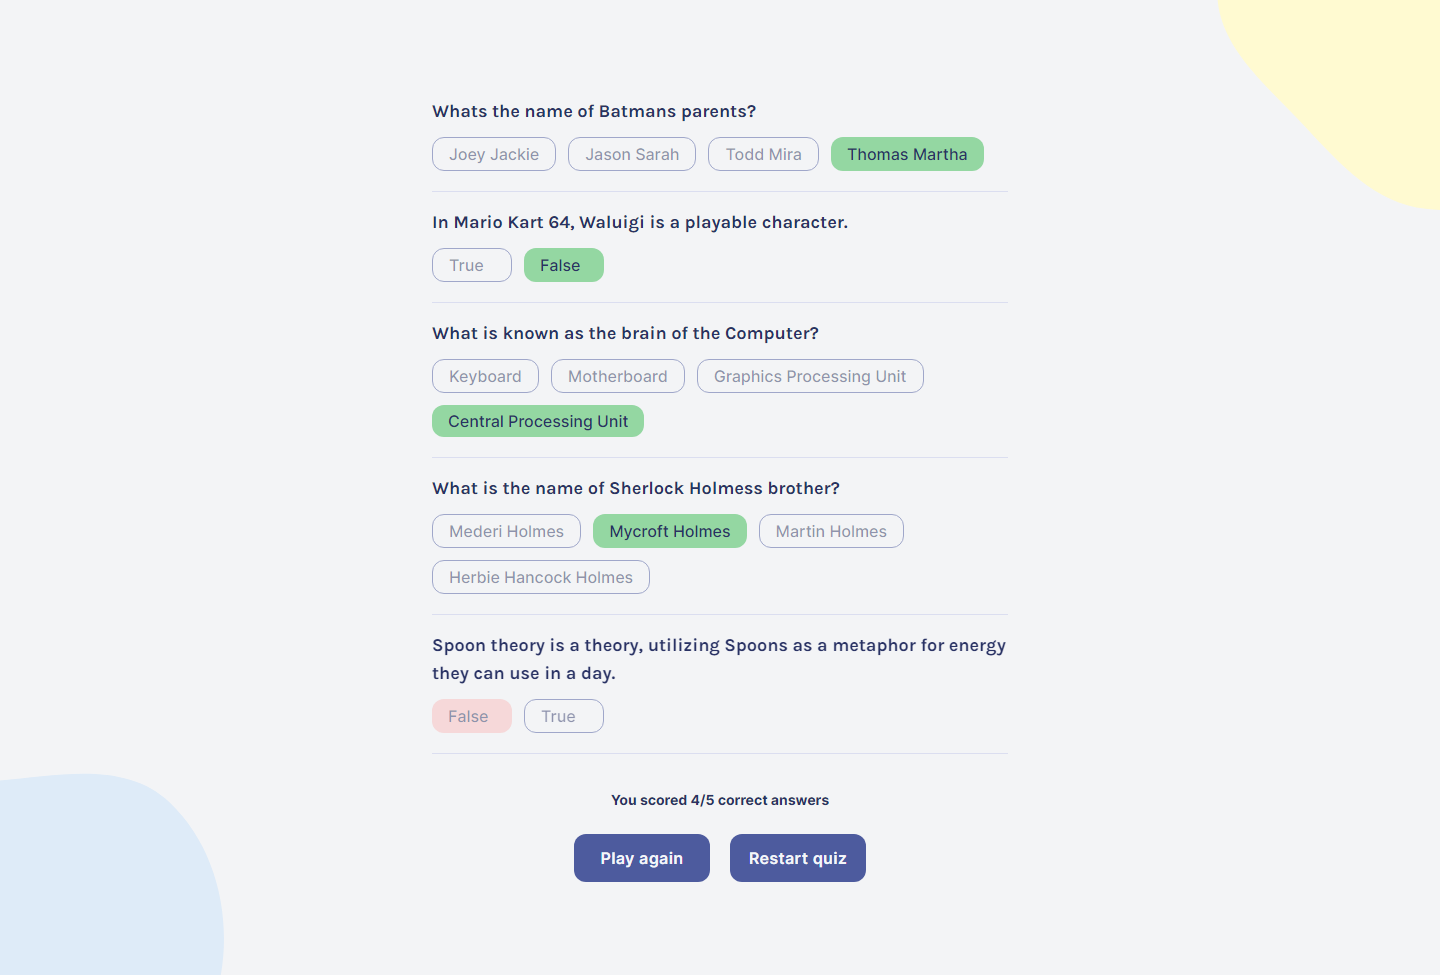 Whats the name of Batmans parents?
Joey Jackie Jason Sarah Todd Mira Thomas Martha
In Mario Kart 64, Waluigi is a playable character.
True False
What is known as the brain of the Computer?
Keyboard Motherboard Graphics Processing Unit
Central Processing Unit
What is the name of Sherlock Holmess brother?
Mederi Holmes Mycroft Holmes Martin Holmes
Herbie Hancock Holmes
Spoon theory is a theory, utilizing Spoons as a metaphor for energy
they can use in a day.
False True
You scored 4/5 correct answers
Play again Restart quiz